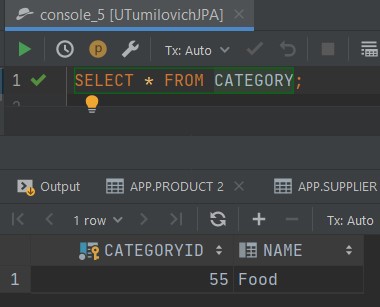 console_5 [UTumilovichJPA]
Tx: Auto
1 SELECT * FROM CATEGORY;
2
Output APP.PRODUCT 2 APP.SUPPLIER
1 row Tx: Auto
CATEGORYID NAME
1 55 Food